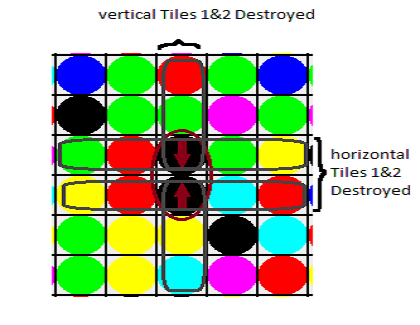 vertical Tiles 1&2 Destroyed
horizontal
Tiles 1&2
Destroyed